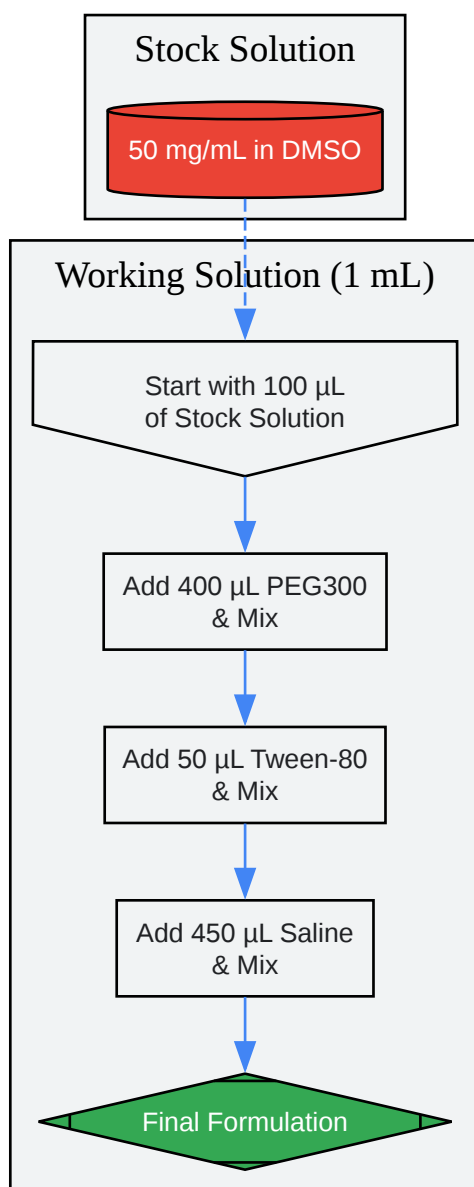 Stock Solution
50 mg/mL in DMSO
Working Solution (1 mL)
Start with 100 µL
of Stock Solution
Add 400 µL PEG300
& Mix
Add 50 µL Tween-80
& Mix
Add 450 µL Saline
& Mix
Final Formulation